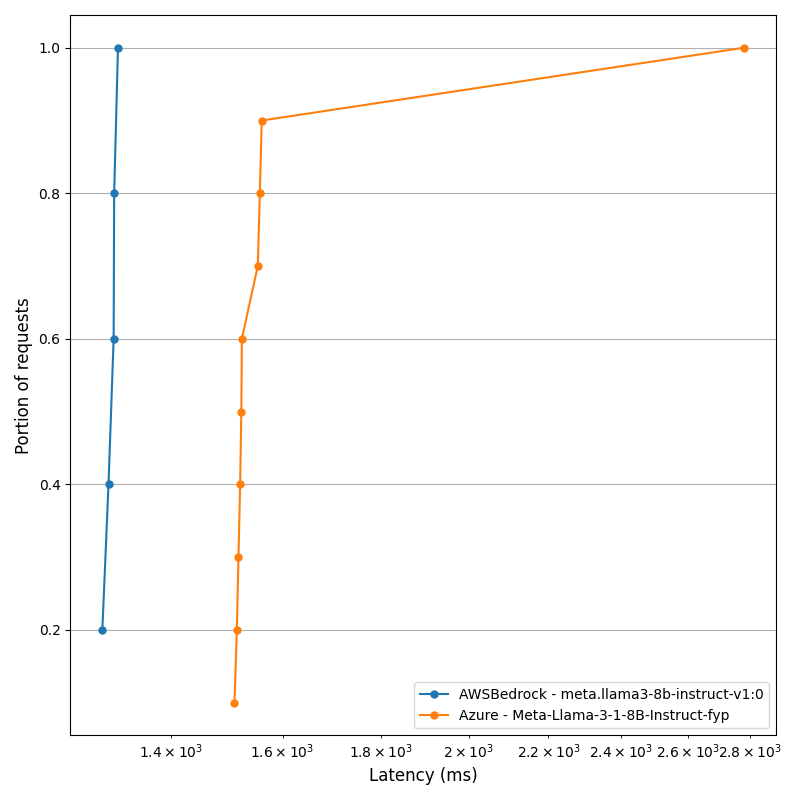 1.0
0.8
0.6
0.4
0.2
Portion of requests
AWSBedrock - meta.llama3-8b-instruct-v1:0
Azure - Meta-Llama-3-1-8B-Instruct-fyp
1.4 × 10³ 1.6 × 10³ 1.8 × 10³ 2 × 10³ 2.2 × 10³ 2.4 × 10³ 2.6 × 10³ 2.8 × 10³
Latency (ms)